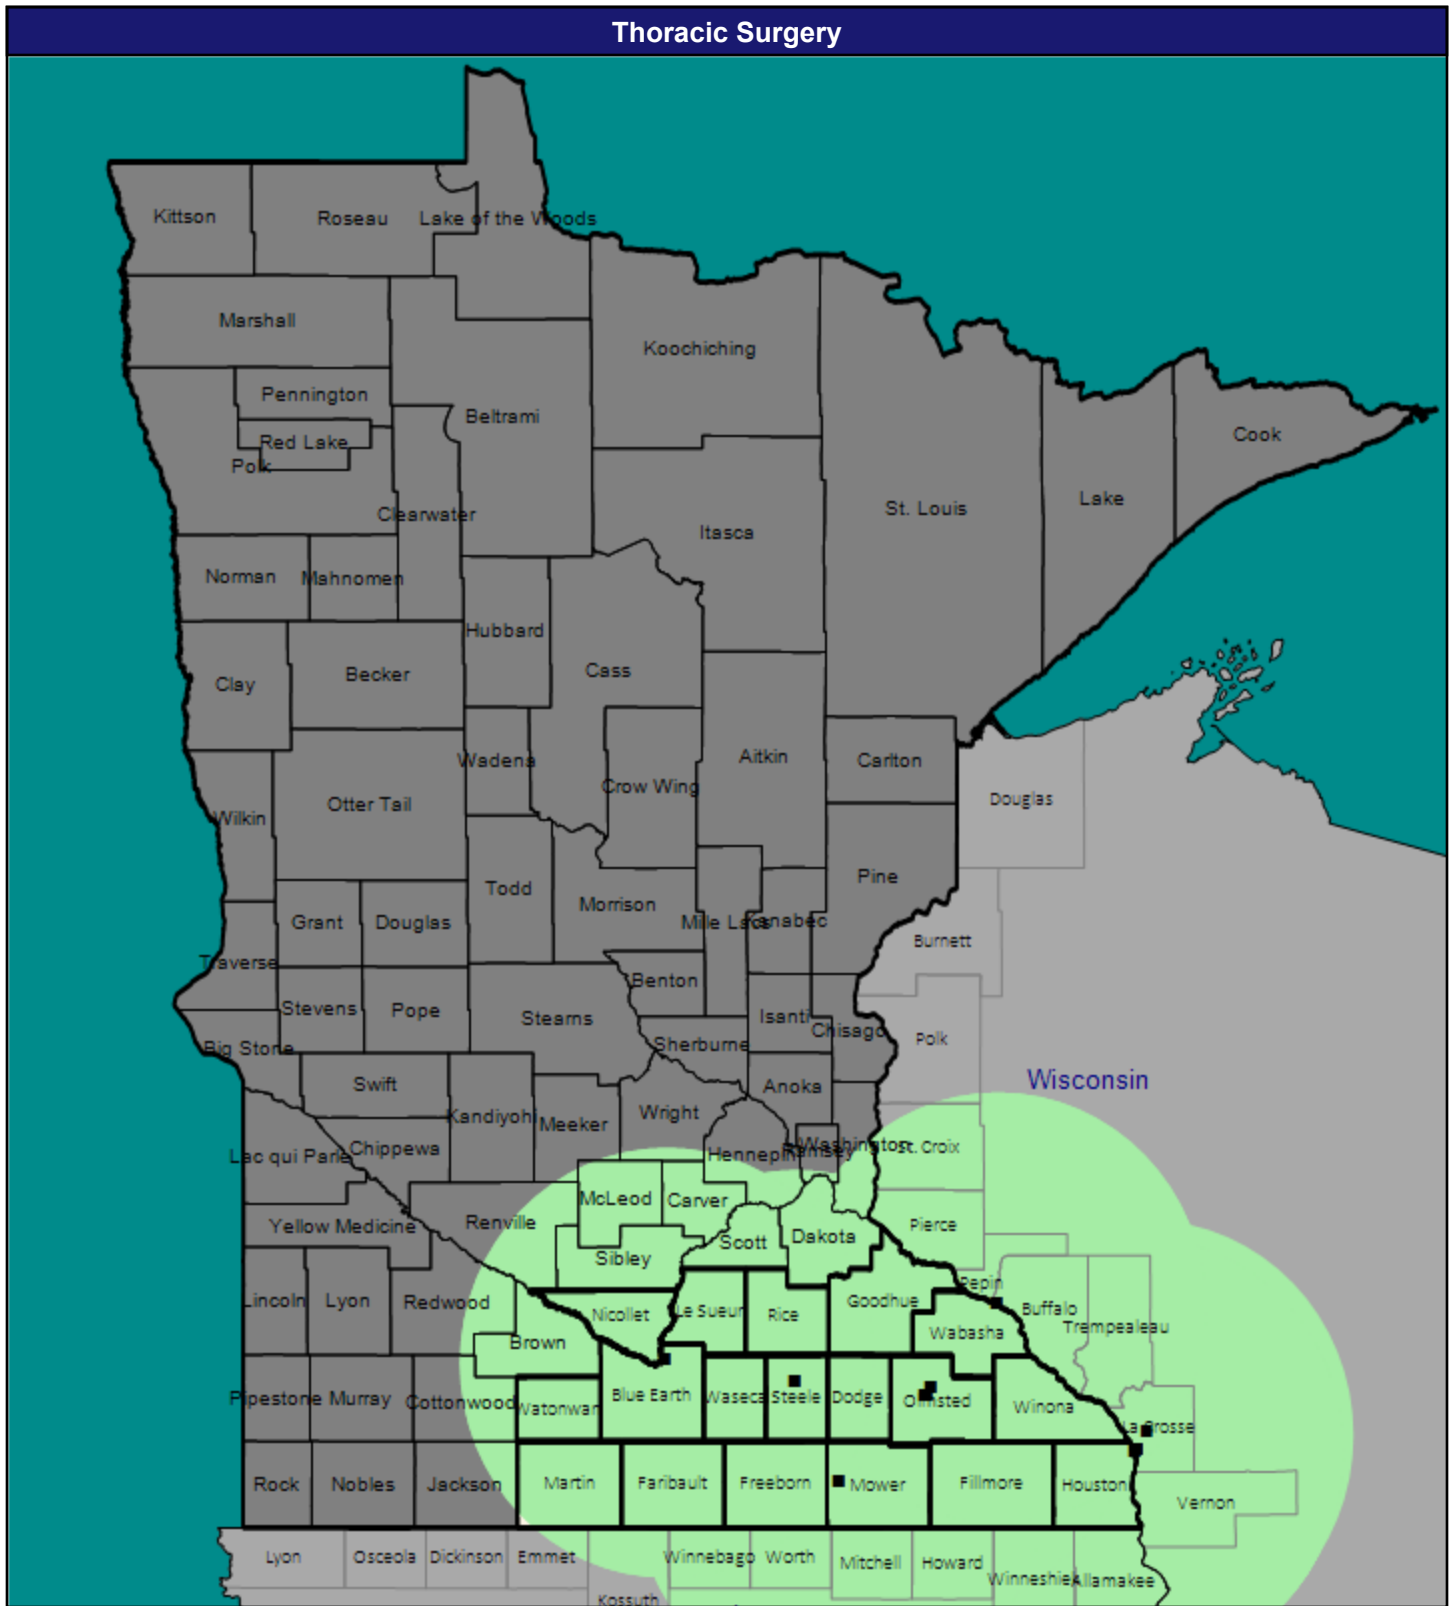 Thoracic Surgery
Kittson
Roseau
Lake of the Woods
Marshall
Koochiching
Pennington
Beltrami
Red Lake
Polk
Cook
Lake
St. Louis
Clearwater
Itasca
Norman
Mahnomen
Hubbard
Cass
Becker
Clay
Aitkin
Wadena
Carlton
Crow Wing
Douglas
Otter Tail
Wilkin
Pine
Todd
Morrison
Grant
Douglas
Mille Lacs
Kanabec
Burnett
Traverse
Benton
Stevens
Pope
Stearns
Isanti
Chisago
Polk
Big Stone
Sherburne
Wisconsin
Swift
Anoka
Wright
Kandiyohi
Meeker
Chippewa
Lac qui Parle
Hennepin
Ramsey
Washington
St. Croix
McLeod
Carver
Renville
Yellow Medicine
Pierce
Scott
Dakota
Sibley
Pepin
Lincoln
Lyon
Redwood
Nicollet
Le Sueur
Rice
Goodhue
Buffalo
Trempealeau
Wabasha
Brown
Pipestone
Murray
Cottonwood
Watonwan
Blue Earth
Waseca
Steele
Dodge
Olmsted
Winona
La Crosse
Rock
Nobles
Jackson
Martin
Faribault
Freeborn
Mower
Fillmore
Houston
Vernon
Lyon
Osceola
Dickinson
Emmet
Winnebago
Worth
Mitchell
Howard
Winneshiek
Allamakee
Kossuth